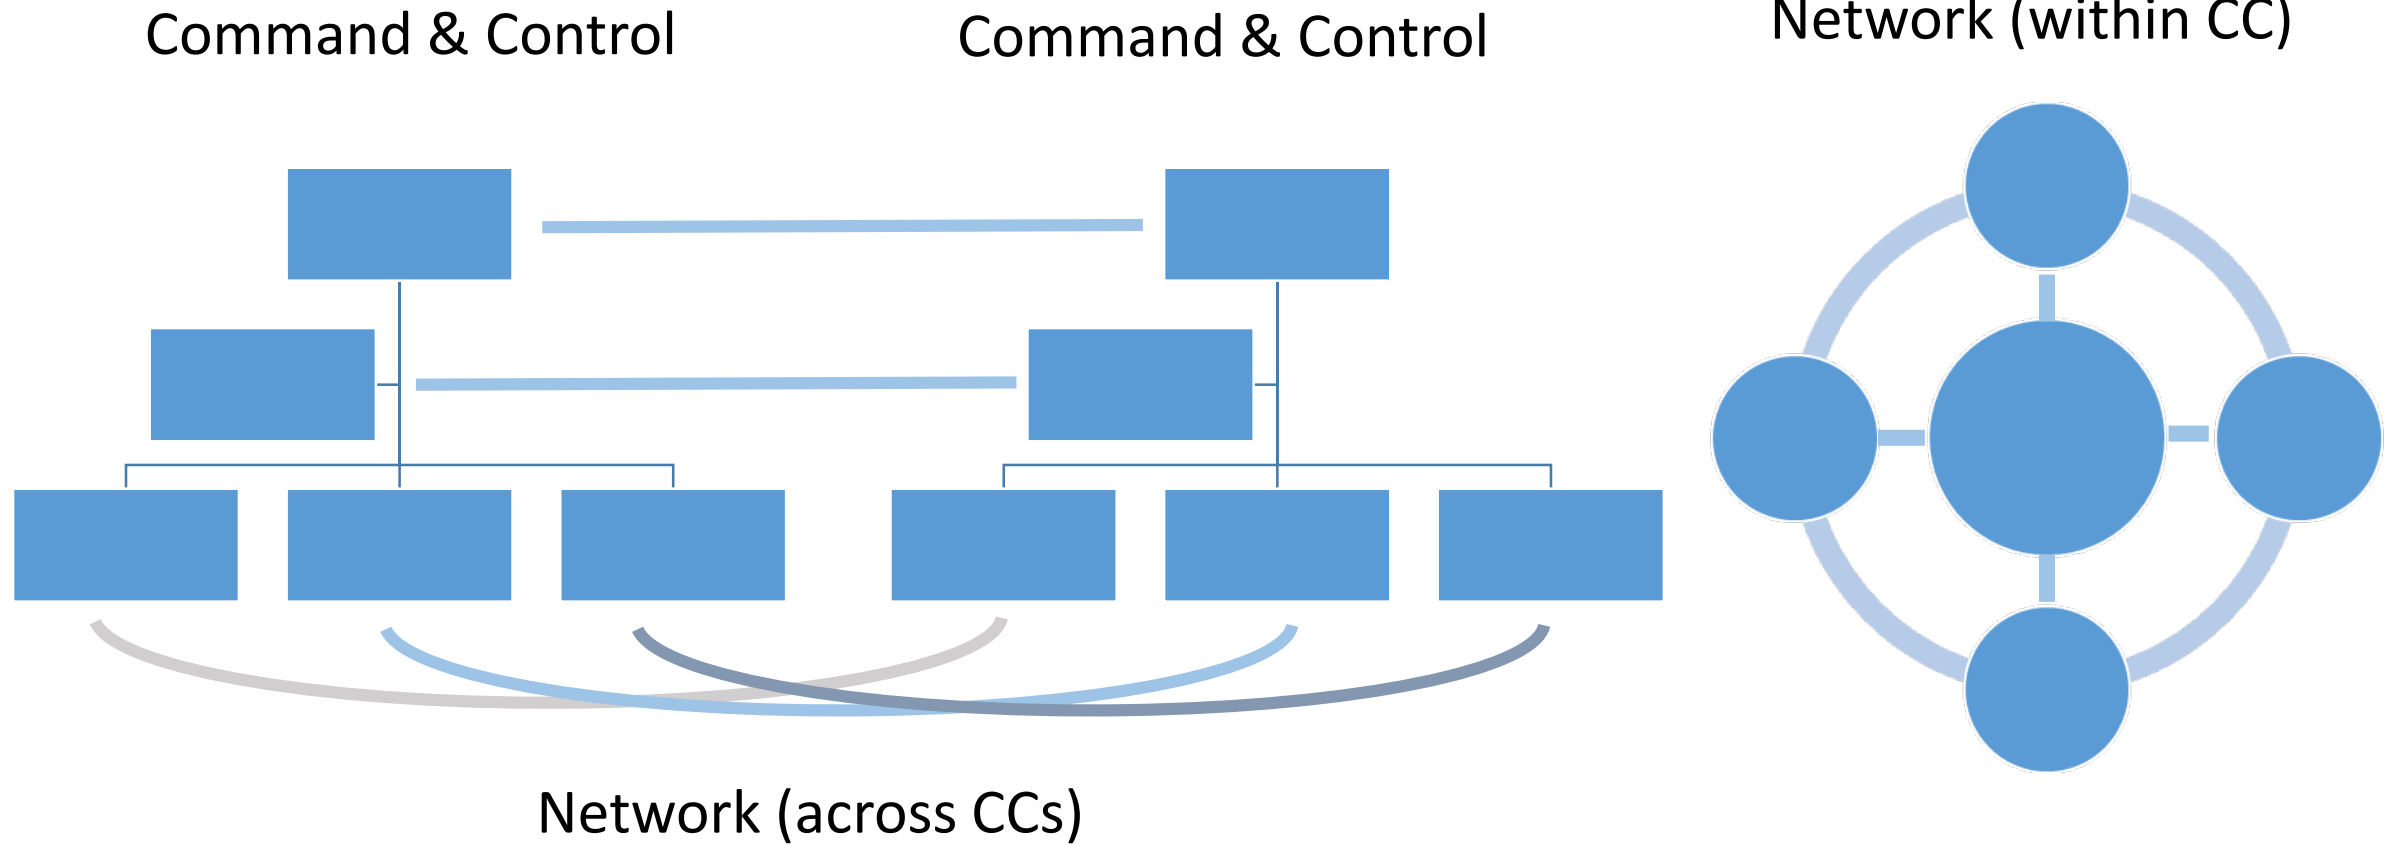 Command & Control
Command & Control
Network (within CC)
Network (across CCs)